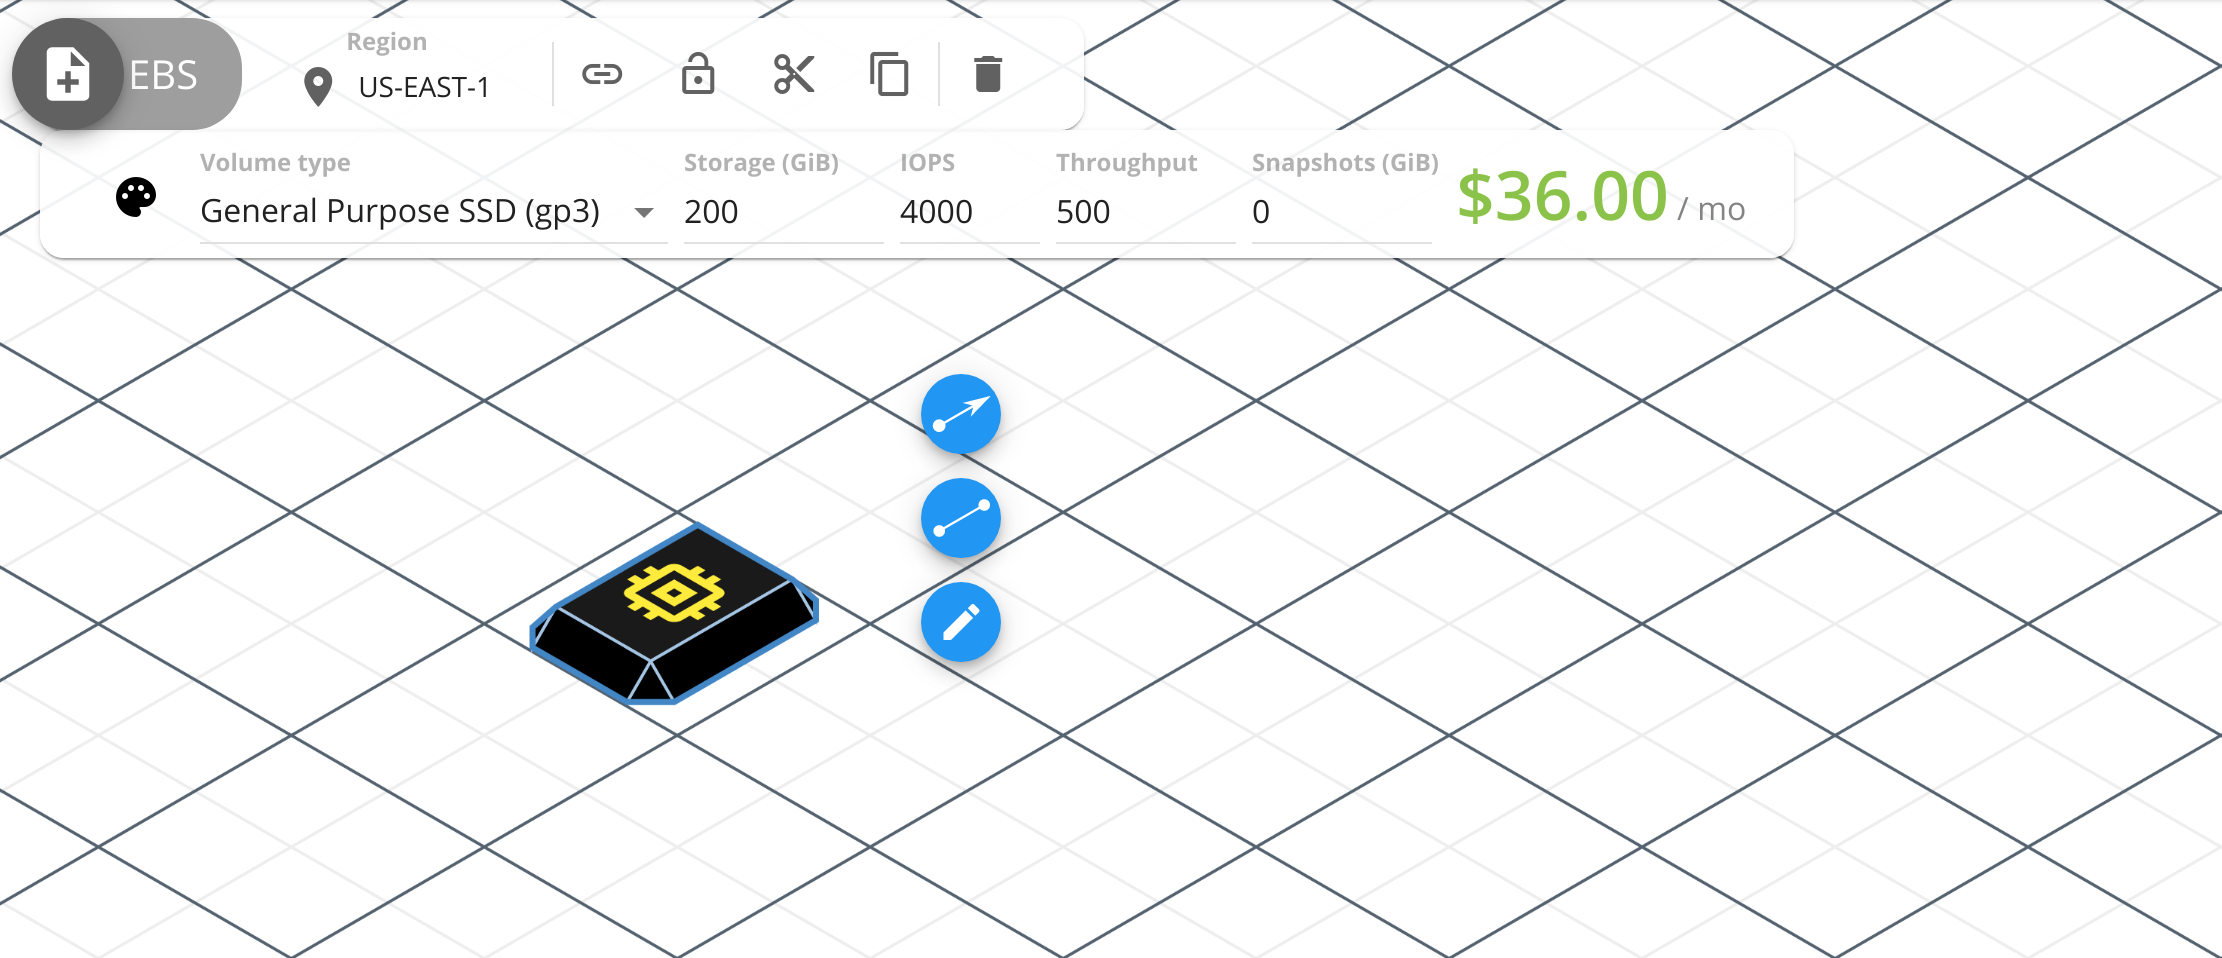 EBS
Region
US-EAST-1
Volume type
General Purpose SSD (gp3)
Storage (GiB)
200
IOPS
4000
Throughput
500
Snapshots (GiB)
0
$36.00 / mo